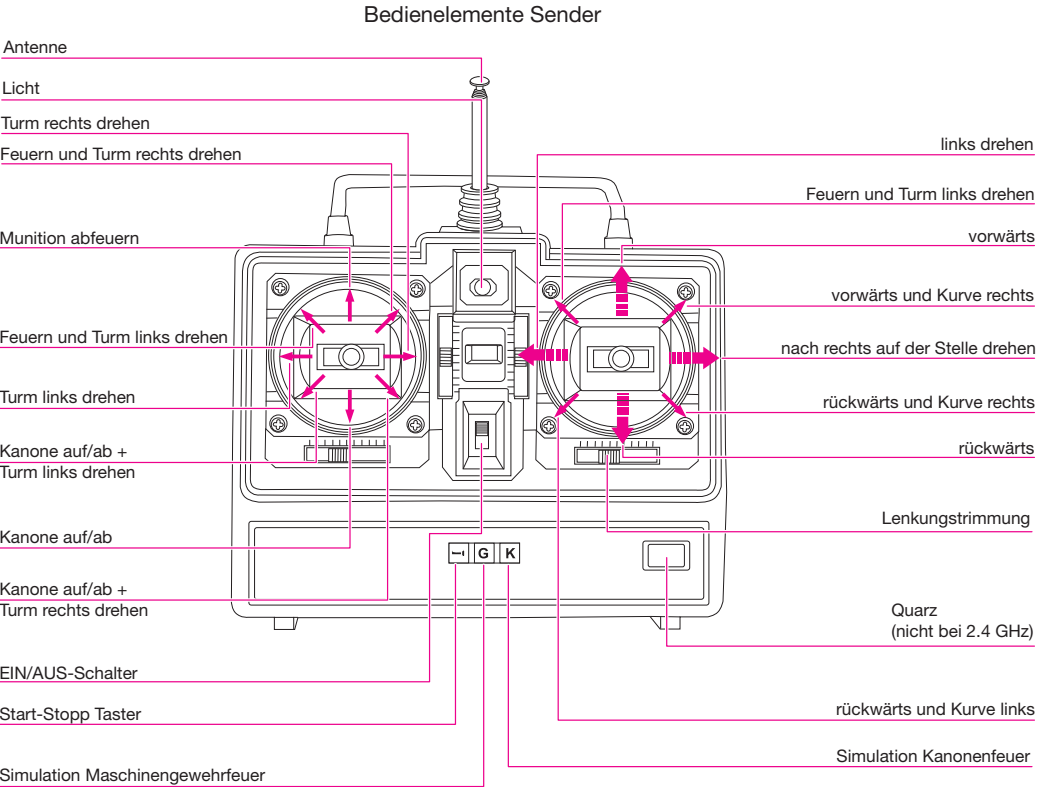 Bedienelemente Sender
Antenne
Licht
Turm rechts drehen
Feuern und Turm rechts drehen
Munition abfeuern
Feuern und Turm links drehen
Turm links drehen
Kanone auf/ab +
Turm links drehen
Kanone auf/ab
Kanone auf/ab +
Turm rechts drehen
EIN/AUS-Schalter
Start-Stopp Taster
Simulation Maschinengewehrfeuer
links drehen
Feuern und Turm links drehen
vorwärts
vorwärts und Kurve rechts
nach rechts auf der Stelle drehen
rückwärts und Kurve rechts
rückwärts
Lenkungstrimmung
Quarz
(nicht bei 2.4 GHz)
rückwärts und Kurve links
Simulation Kanonenfeuer
I G K